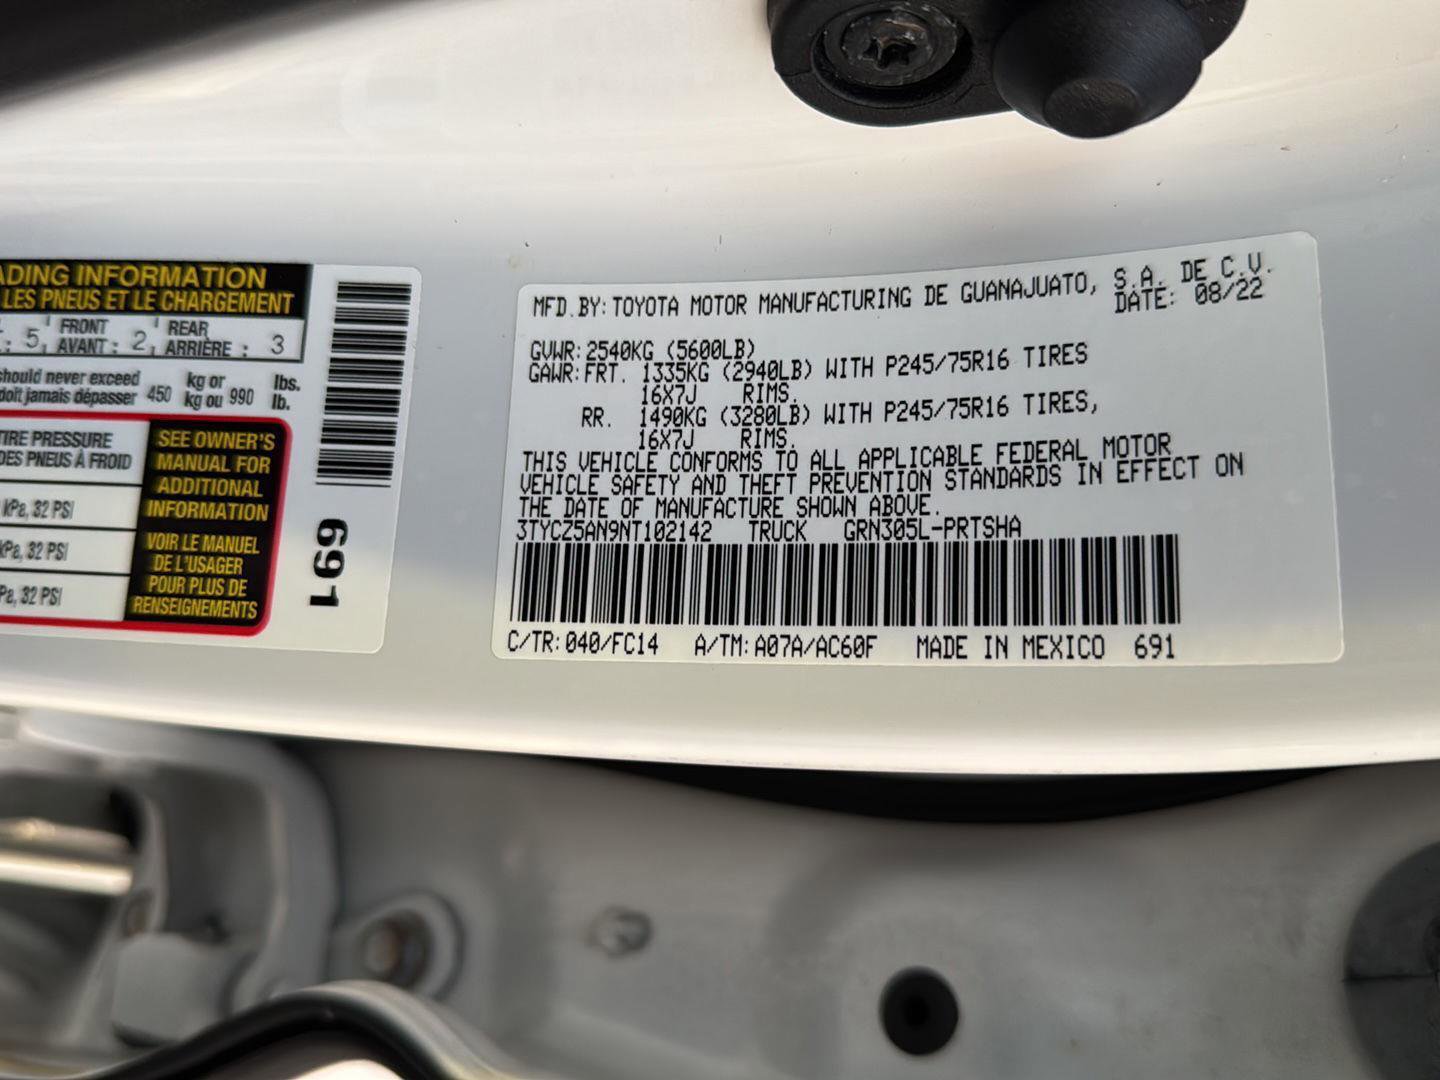 ADING INFORMATION
LES PNEUS ET LE CHARGEMENT
: 5 FRONT AVANT : 2 REAR ARRIÈRE : 3
should never exceed
doit jamais dépasser 450 kg or kg ou 990 lbs. lb.
TIRE PRESSURE
DES PNEUS À FROID
kPa, 32 PSI
kPa, 32 PSI
Pa, 32 PSI
SEE OWNER'S
MANUAL FOR
ADDITIONAL
INFORMATION
VOIR LE MANUEL
DE L'USAGER
POUR PLUS DE
RENSEIGNEMENTS
691
MFD.BY: TOYOTA MOTOR MANUFACTURING DE GUANAJUATO, S.A. DE C.V.
DATE: 08/22
GVWR: 2540KG (5600LB)
GAWR: FRT. 1335KG (2940LB) WITH P245/75R16 TIRES
16X7J RIMS.
RR. 1490KG (3280LB) WITH P245/75R16 TIRES,
16X7J RIMS.
THIS VEHICLE CONFORMS TO ALL APPLICABLE FEDERAL MOTOR
VEHICLE SAFETY AND THEFT PREVENTION STANDARDS IN EFFECT ON
THE DATE OF MANUFACTURE SHOWN ABOVE.
3TYCZ5AN9NT102142 TRUCK GRN305L-PRTSHA
C/TR: 040/FC14 A/TM: A07A/AC60F MADE IN MEXICO 691